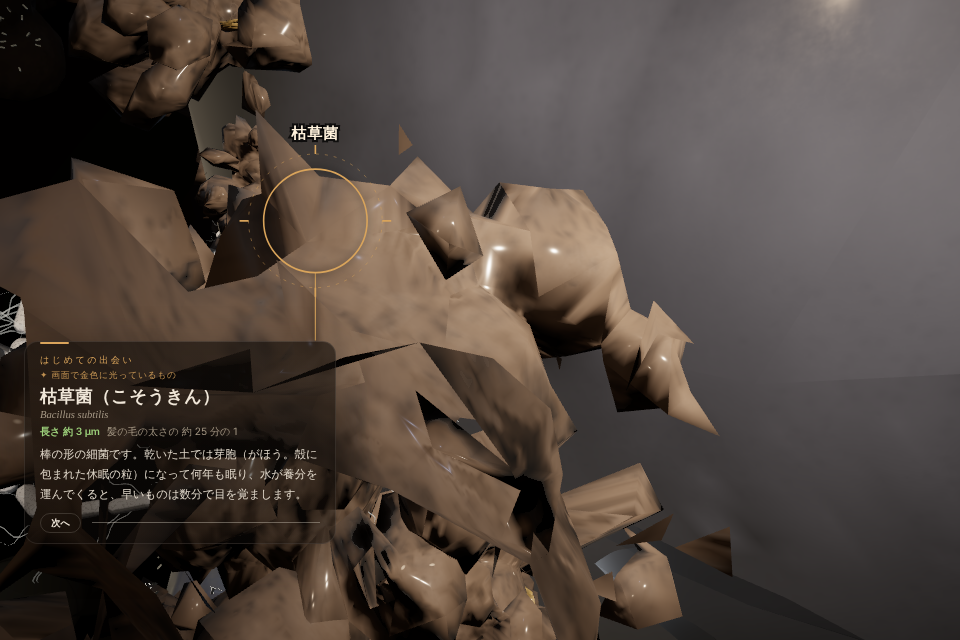 枯草菌
はじめての出会い
✦ 画面で金色に光っているもの
枯草菌（こそうきん）
Bacillus subtilis
長さ 約 3 µm 髪の毛の太さの 約 25 分の 1
棒の形の細菌です。乾いた土では芽胞（がほう。殻に
包まれた休眠の粒）になって何年も眠り、水が養分を
運んでくると、早いものは数分で目を覚まします。
次へ